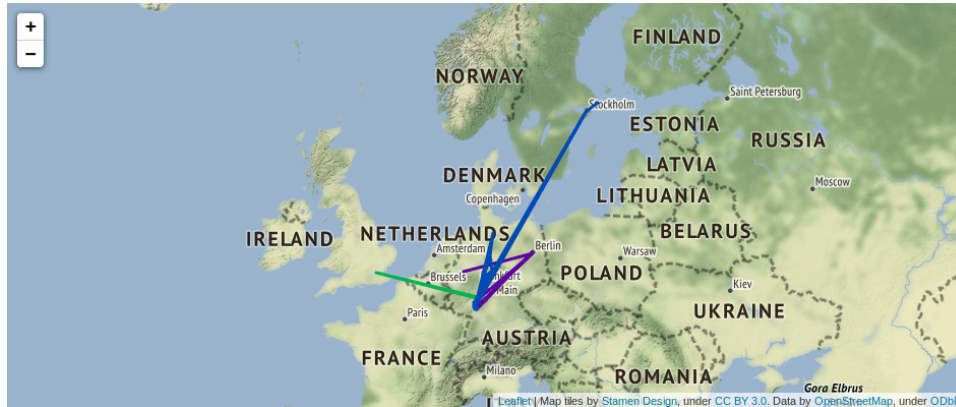 +
−
FINLAND
NORWAY
Saint Petersburg
Stockholm
ESTONIA
RUSSIA
LATVIA
DENMARK
Moscow
LITHUANIA
Copenhagen
IRELAND
NETHERLANDS
BELARUS
Amsterdam
Berlin
Warsaw
POLAND
Brussels
Main
Kiev
UKRAINE
Paris
AUSTRIA
FRANCE
Milano
ROMANIA
Gora Elbrus
Leaflet | Map tiles by Stamen Design, under CC BY 3.0. Data by OpenStreetMap, under ODbL